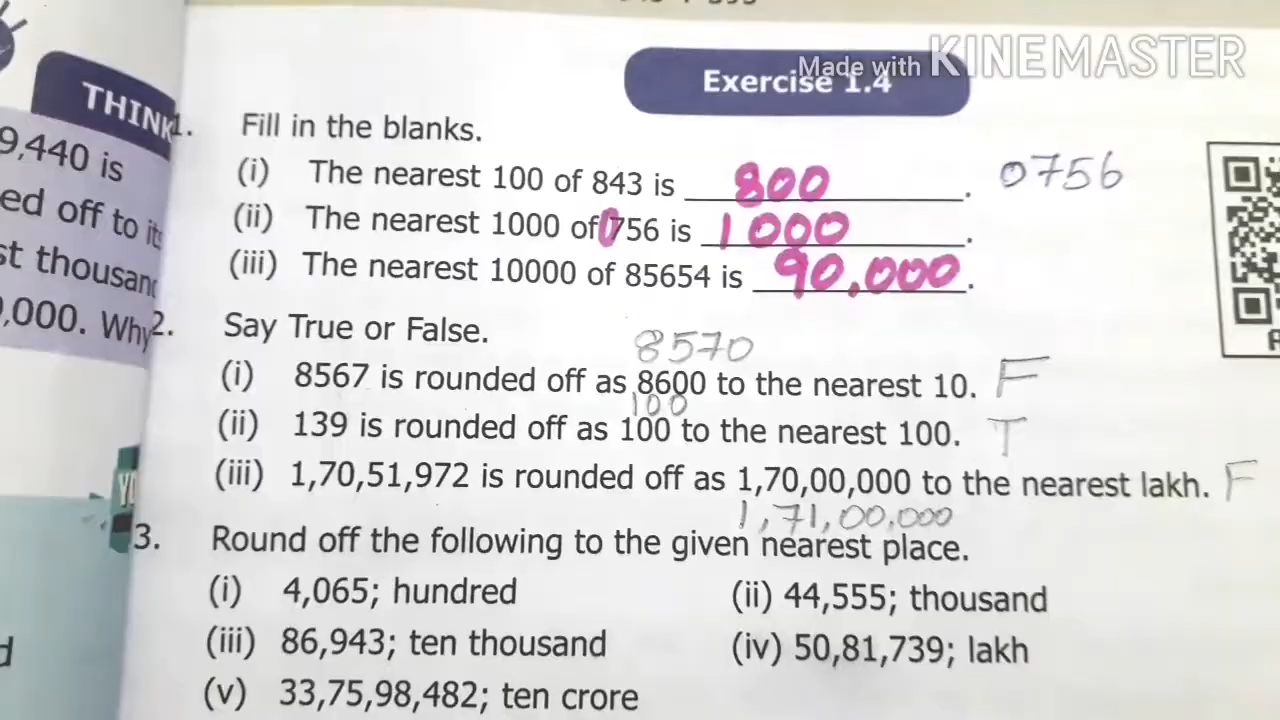 Made with KINEMASTER
Exercise 1.4
THINK
9,440 is
ed off to its
st thousand
,000. Why
1. Fill in the blanks.
(i) The nearest 100 of 843 is 800. 0756
(ii) The nearest 1000 of 0756 is 1000.
(iii) The nearest 10000 of 85654 is 90,000.
2. Say True or False.
8570
(i) 8567 is rounded off as 8600 to the nearest 10. F
100
(ii) 139 is rounded off as 100 to the nearest 100. T
(iii) 1,70,51,972 is rounded off as 1,70,00,000 to the nearest lakh. F
1,71,00,000
3. Round off the following to the given nearest place.
(i) 4,065; hundred (ii) 44,555; thousand
(iii) 86,943; ten thousand (iv) 50,81,739; lakh
(v) 33,75,98,482; ten crore